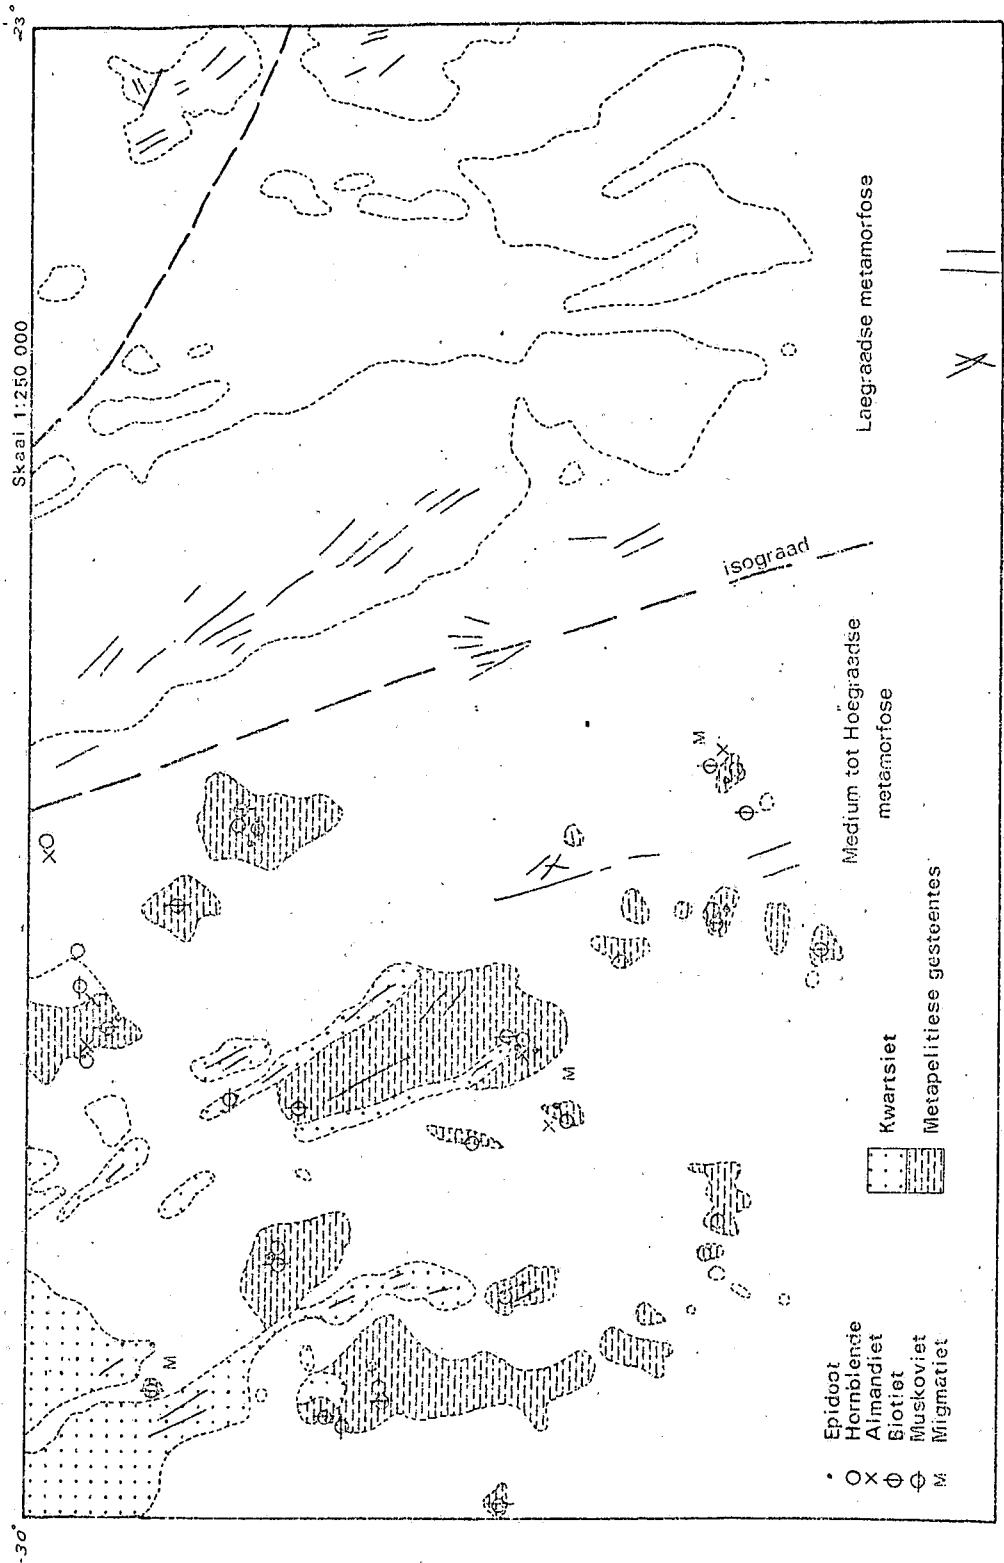 -23°
Skaal 1:250 000
isograad
Laegraadse metamorfose
Medium tot Hoëgraadse
metamorfose
M
M
M
Kwartsiet
Metapelitiese gesteentes
Epidoot
Hornblende
Almandiet
Biotiet
Muskoviet
M Migmatiet
-30°